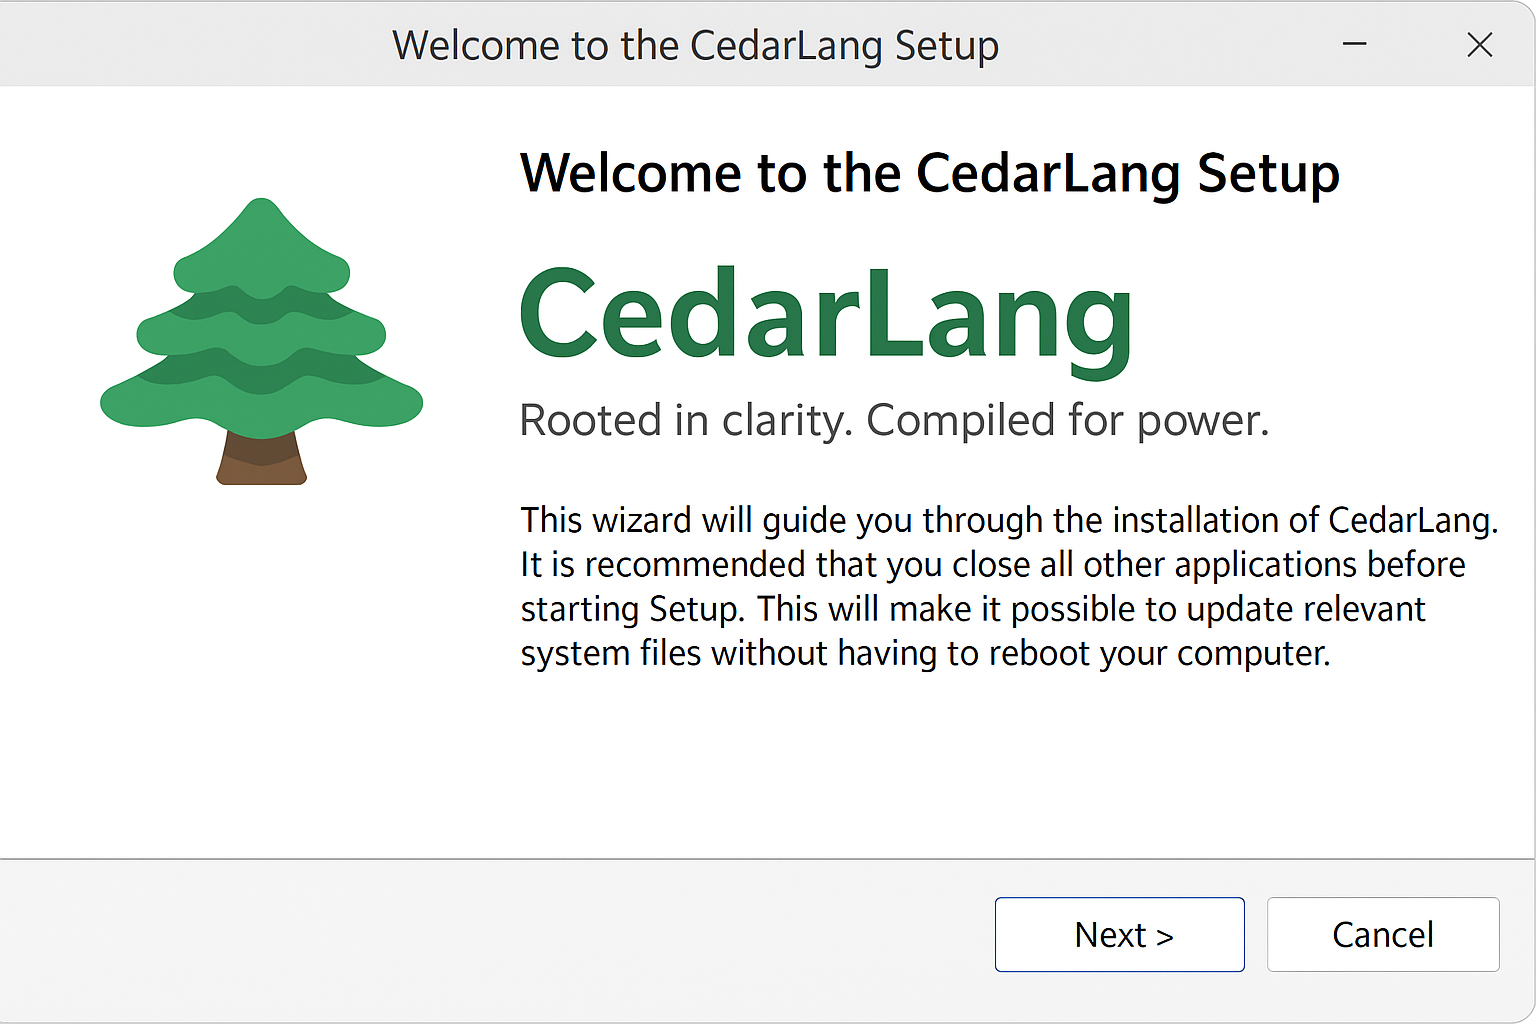 Welcome to the CedarLang Setup
Welcome to the CedarLang Setup
CedarLang
Rooted in clarity. Compiled for power.
This wizard will guide you through the installation of CedarLang.
It is recommended that you close all other applications before
starting Setup. This will make it possible to update relevant
system files without having to reboot your computer.
Next >
Cancel